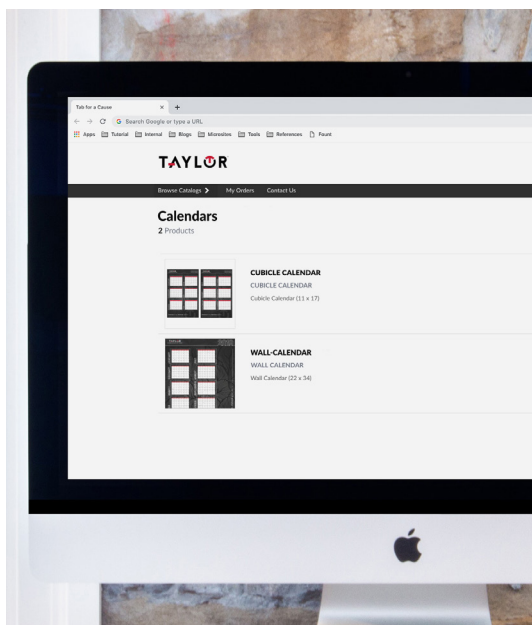 Tab for a Cause × +
G Search Google or type a URL
Apps Tutorial Internal Blogs Microsites Tools References Fount
TAYLOR
Browse Catalogs My Orders Contact Us
Calendars
2 Products
CUBICLE CALENDAR
CUBICLE CALENDAR
Cubicle Calendar (11 x 17)
WALL-CALENDAR
WALL CALENDAR
Wall Calendar (22 x 34)